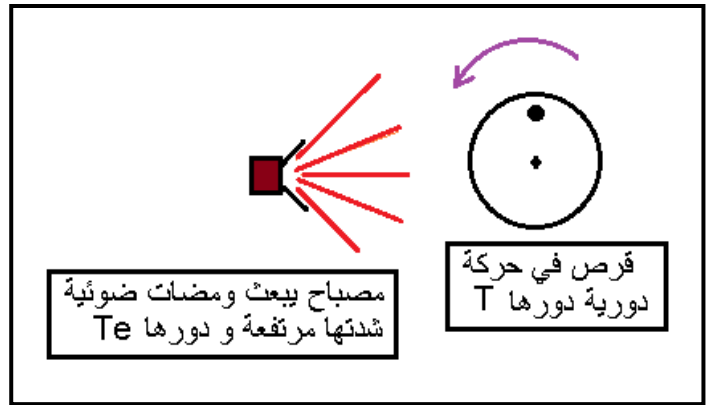 قرص في حركة
دورية دورها T
مصباح يبعث ومضات ضوئية
شدتها مرتفعة و دورها Te